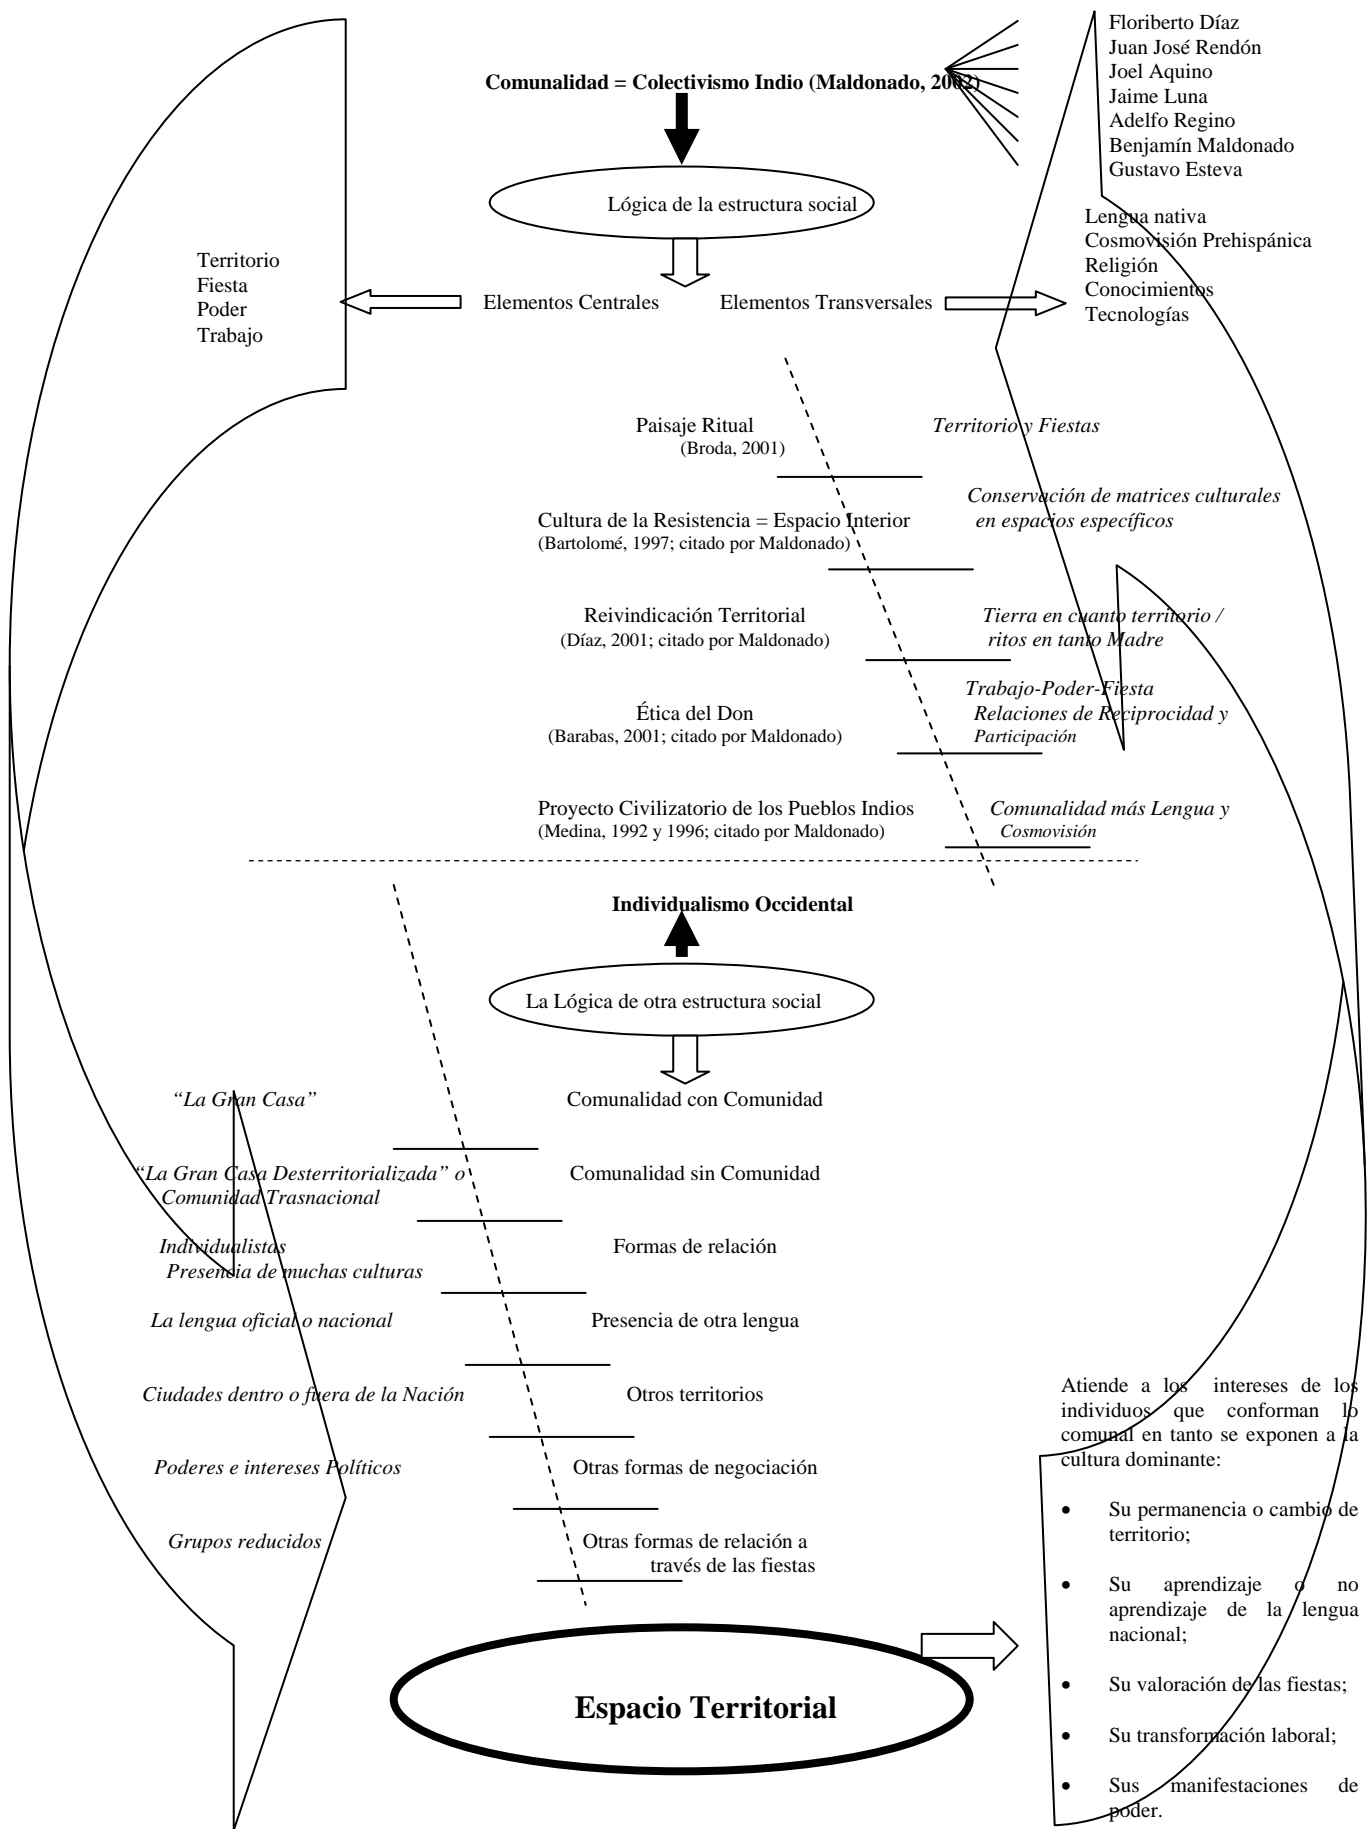 Floriberto Díaz
Juan José Rendón
Joel Aquino
Jaime Luna
Adelfo Regino
Benjamín Maldonado
Gustavo Esteva
Comunalidad = Colectivismo Indio (Maldonado, 2002)
Lógica de la estructura social
Territorio
Fiesta
Poder
Trabajo
Elementos Centrales
Elementos Transversales
Lengua nativa
Cosmovisión Prehispánica
Religión
Conocimientos
Tecnologías
Paisaje Ritual
(Broda, 2001)
Territorio y Fiestas
Cultura de la Resistencia = Espacio Interior
(Bartolomé, 1997; citado por Maldonado)
Conservación de matrices culturales
en espacios específicos
Reivindicación Territorial
(Díaz, 2001; citado por Maldonado)
Tierra en cuanto territorio /
ritos en tanto Madre
Ética del Don
(Barabas, 2001; citado por Maldonado)
Trabajo-Poder-Fiesta
Relaciones de Reciprocidad y
Participación
Proyecto Civilizatorio de los Pueblos Indios
(Medina, 1992 y 1996; citado por Maldonado)
Comunalidad más Lengua y
Cosmovisión
Individualismo Occidental
La Lógica de otra estructura social
“La Gran Casa”
Comunalidad con Comunidad
“La Gran Casa Desterritorializada” o
Comunidad Trasnacional
Comunalidad sin Comunidad
Individualistas
Presencia de muchas culturas
Formas de relación
La lengua oficial o nacional
Presencia de otra lengua
Ciudades dentro o fuera de la Nación
Otros territorios
Poderes e intereses Políticos
Otras formas de negociación
Grupos reducidos
Otras formas de relación a
través de las fiestas
Espacio Territorial
Atiende a los intereses de los
individuos que conforman lo
comunal en tanto se exponen a la
cultura dominante:
• Su permanencia o cambio de
territorio;
• Su aprendizaje o no
aprendizaje de la lengua
nacional;
• Su valoración de las fiestas;
• Su transformación laboral;
• Sus manifestaciones de
poder.